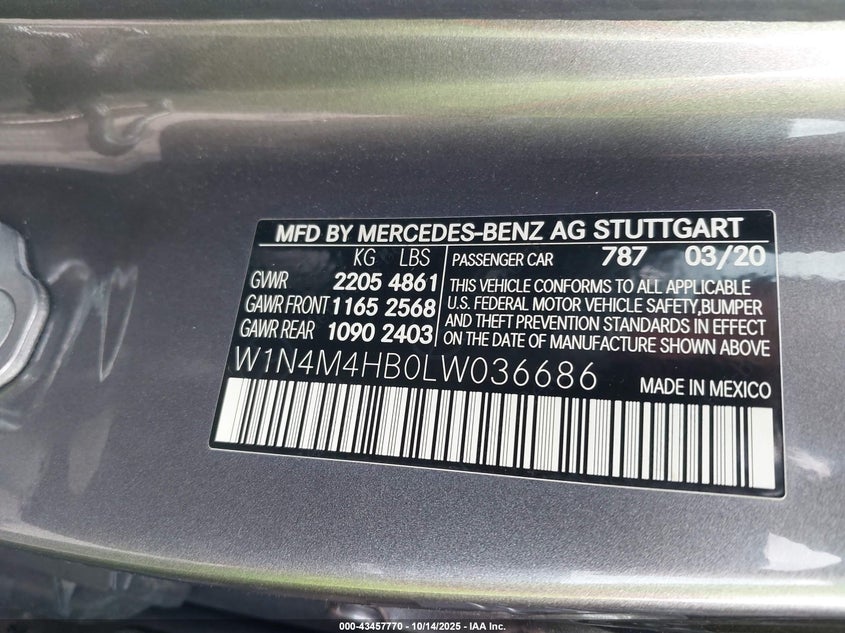 MFD BY MERCEDES-BENZ AG STUTTGART
KG LBS
GVWR 2205 4861
GAWR FRONT 1165 2568
GAWR REAR 1090 2403
PASSENGER CAR 787 03/20
THIS VEHICLE CONFORMS TO ALL APPLICABLE
U.S. FEDERAL MOTOR VEHICLE SAFETY,BUMPER
AND THEFT PREVENTION STANDARDS IN EFFECT
ON THE DATE OF MANUFACTURE SHOWN ABOVE
W1N4M4HB0LW036686
MADE IN MEXICO
000-43457770 - 10/14/2025 - IAA Inc.